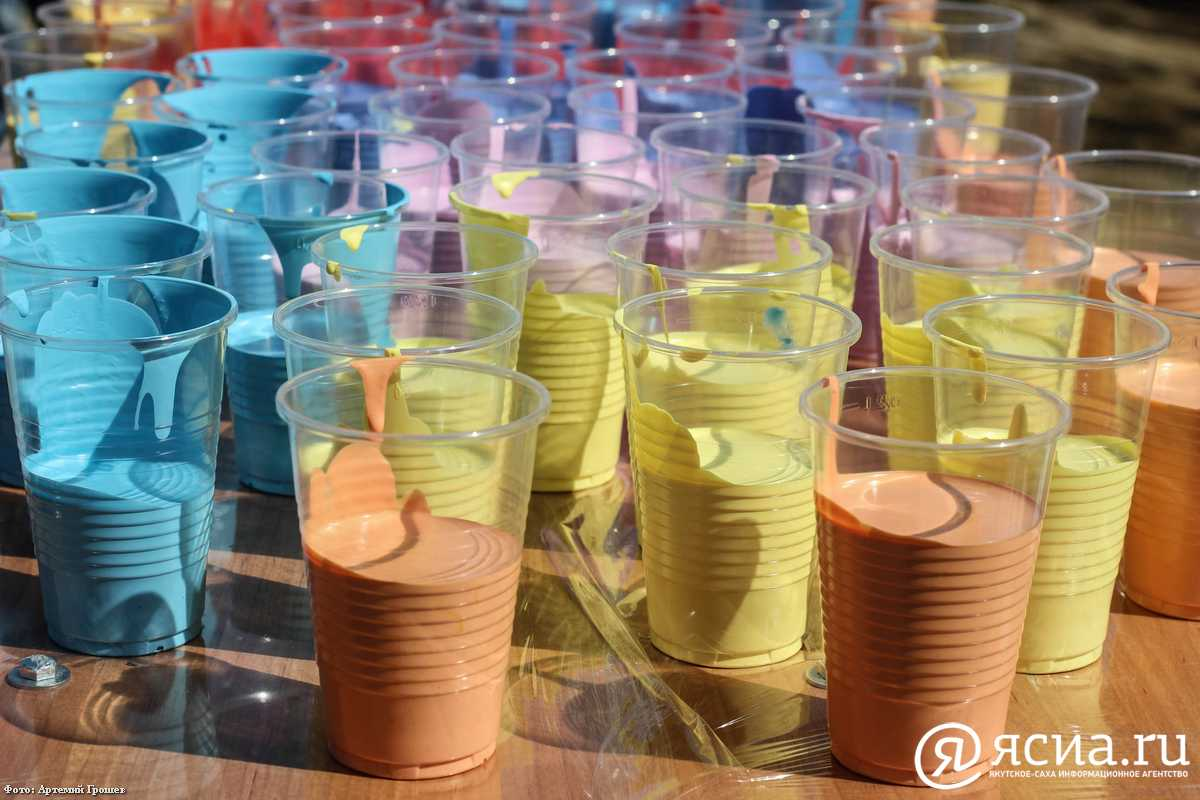 ЯСИА.ru
ЯКУТСКОЕ-САХА ИНФОРМАЦИОННОЕ АГЕНТСТВО
Фото: Артемий Грошев